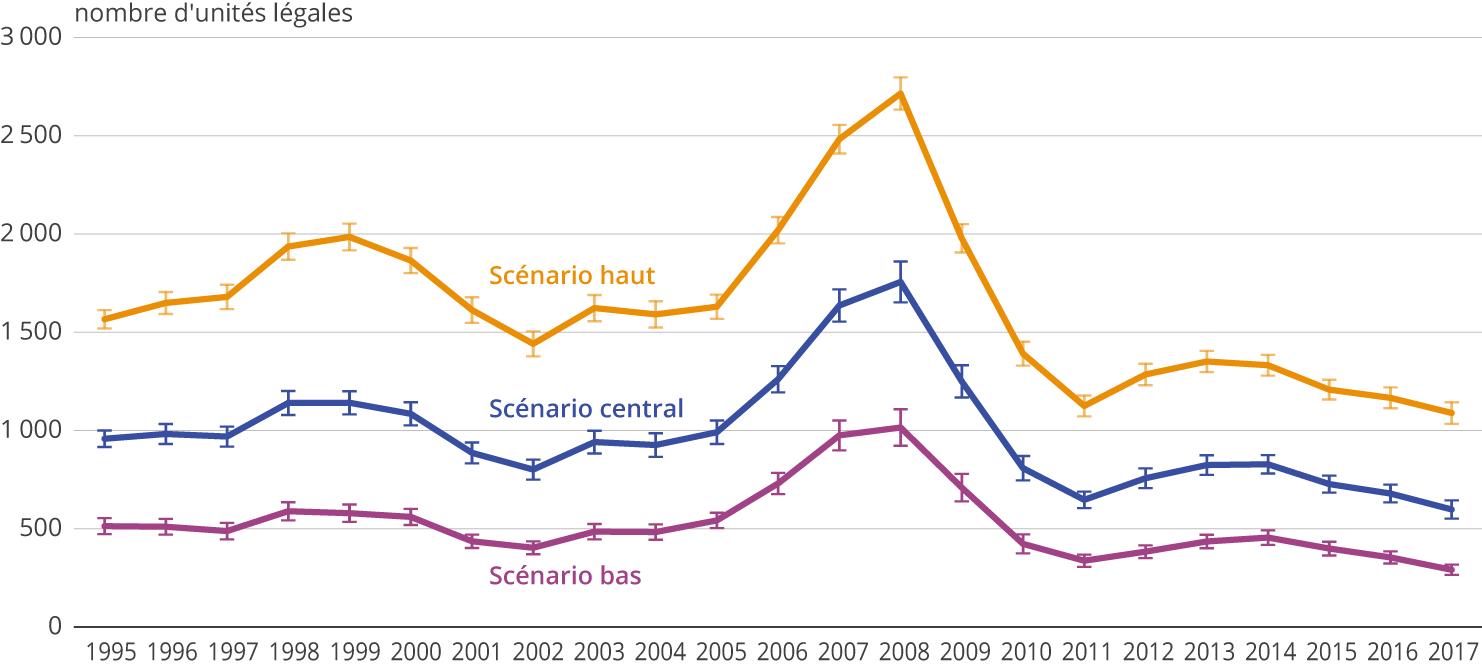 nombre d'unités légales
3 000
2 500
2 000
1 500
1 000
500
0
Scénario haut
Scénario central
Scénario bas
1995 1996 1997 1998 1999 2000 2001 2002 2003 2004 2005 2006 2007 2008 2009 2010 2011 2012 2013 2014 2015 2016 2017